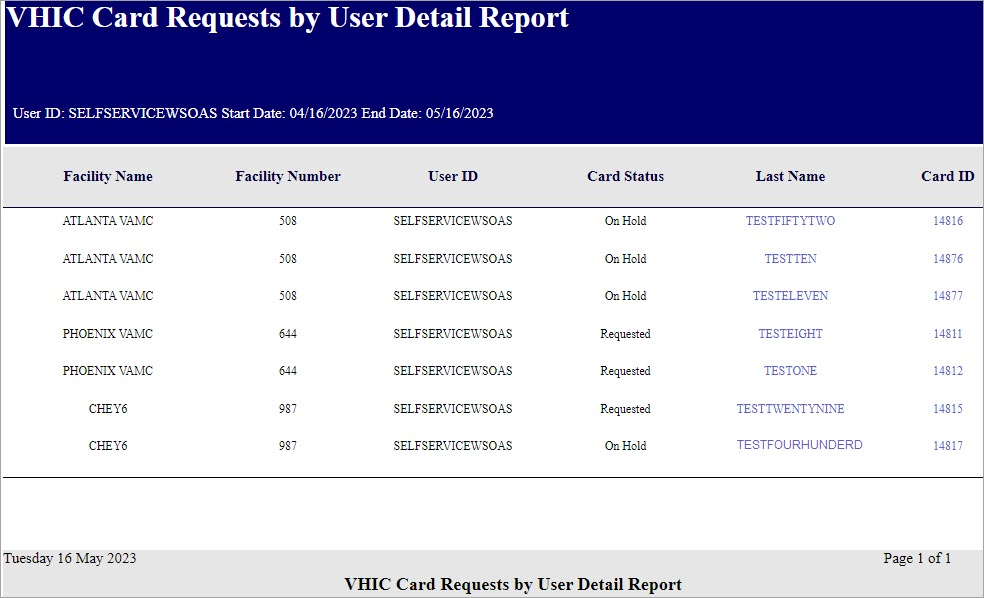 VHIC Card Requests by User Detail Report
User ID: SELFSERVICEWSOAS Start Date: 04/16/2023 End Date: 05/16/2023
Facility Name Facility Number User ID Card Status Last Name Card ID
ATLANTA VAMC 508 SELFSERVICEWSOAS On Hold TESTFIFTYTWO 14816
ATLANTA VAMC 508 SELFSERVICEWSOAS On Hold TESTTEN 14876
ATLANTA VAMC 508 SELFSERVICEWSOAS On Hold TESTELEVEN 14877
PHOENIX VAMC 644 SELFSERVICEWSOAS Requested TESTEIGHT 14811
PHOENIX VAMC 644 SELFSERVICEWSOAS Requested TESTONE 14812
CHEY6 987 SELFSERVICEWSOAS Requested TESTTWENTYNINE 14815
CHEY6 987 SELFSERVICEWSOAS On Hold TESTFOURHUNDERD 14817
Tuesday 16 May 2023 Page 1 of 1
VHIC Card Requests by User Detail Report